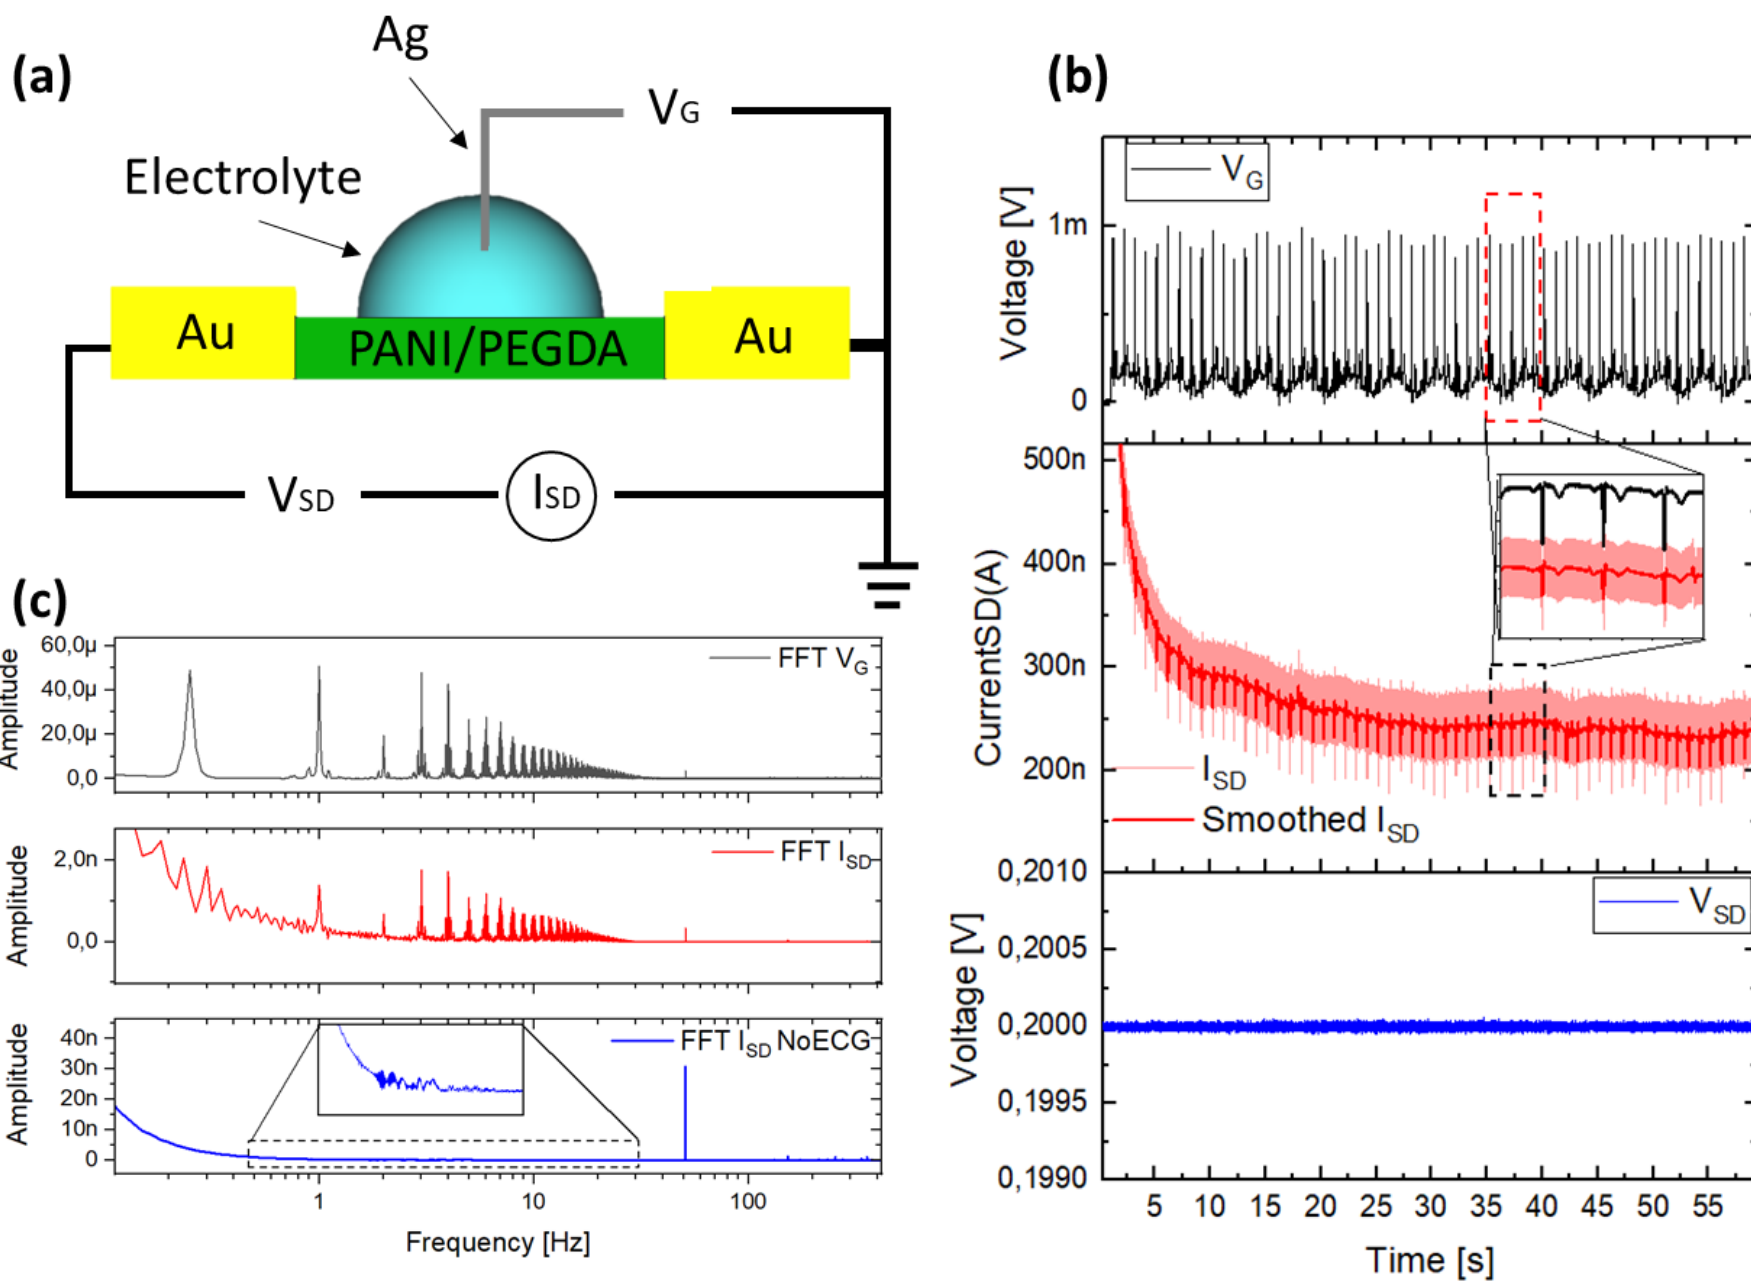 (a)
Ag
VG
Electrolyte
Au
PANI/PEGDA
Au
VSD
ISD
(b)
VG
Voltage [V]
1m
0
500n
400n
300n
200n
CurrentSD(A)
ISD
Smoothed ISD
0,2010
0,2005
0,2000
0,1995
0,1990
Voltage [V]
VSD
5 10 15 20 25 30 35 40 45 50 55
Time [s]
(c)
60,0µ
40,0µ
20,0µ
0,0
Amplitude
FFT VG
2,0n
0,0
Amplitude
FFT ISD
40n
30n
20n
10n
0
Amplitude
FFT ISD NoECG
1 10 100
Frequency [Hz]